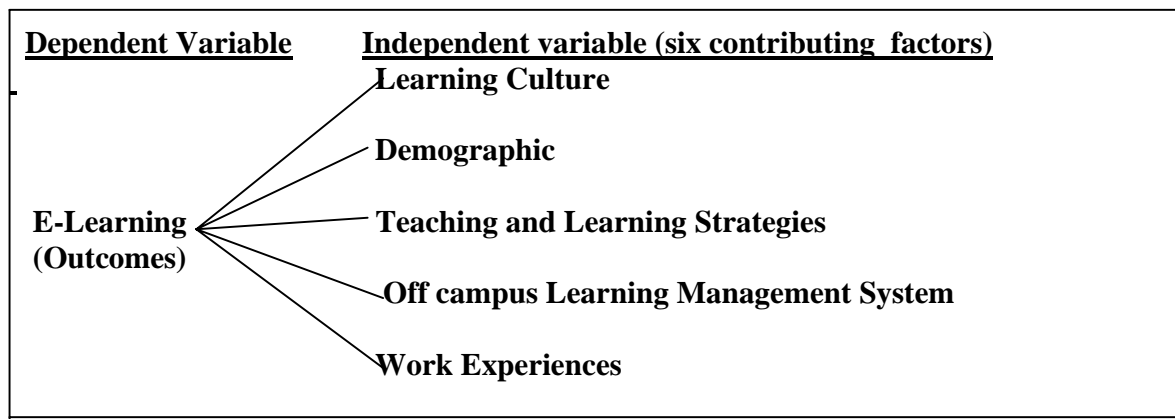 Dependent Variable Independent variable (six contributing factors)
Learning Culture
Demographic
E-Learning
(Outcomes)
Teaching and Learning Strategies
Off campus Learning Management System
Work Experiences